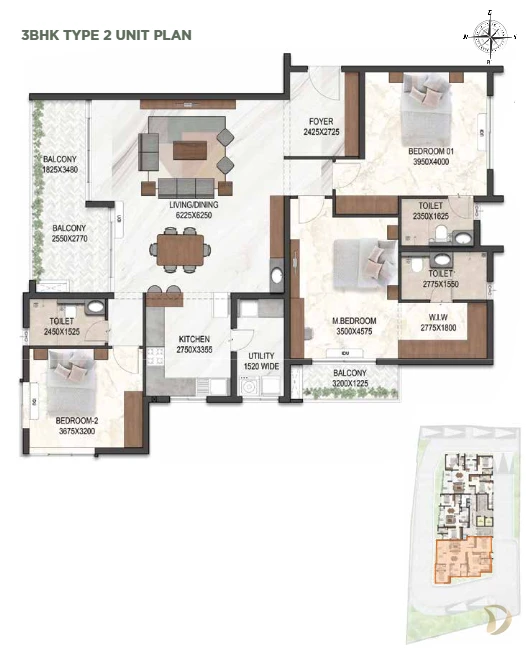 3BHK TYPE 2 UNIT PLAN
E
N
S
FOYER
2425X2725
BEDROOM 01
3950X4000
BALCONY
1825X3480
LIVING/DINING
6225X6250
TOILET
2350X1625
BALCONY
2550X2770
TOILET
2775X1550
TOILET
2450X1525
KITCHEN
2750X3355
M.BEDROOM
3500X4575
W.I.W
2775X1800
UTILITY
1520 WIDE
IDU
BALCONY
3200X1225
BEDROOM-2
3675X3200